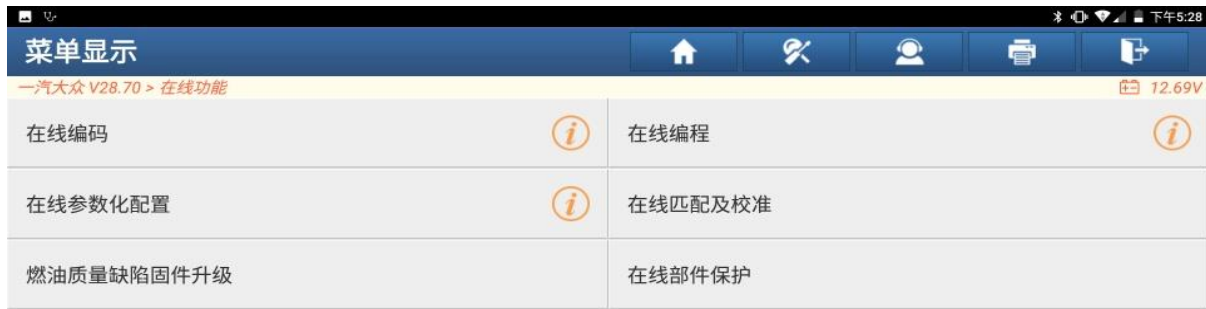 下午5:28
菜单显示
一汽大众 V28.70 > 在线功能
12.69V
在线编码
在线编程
在线参数化配置
在线匹配及校准
燃油质量缺陷固件升级
在线部件保护